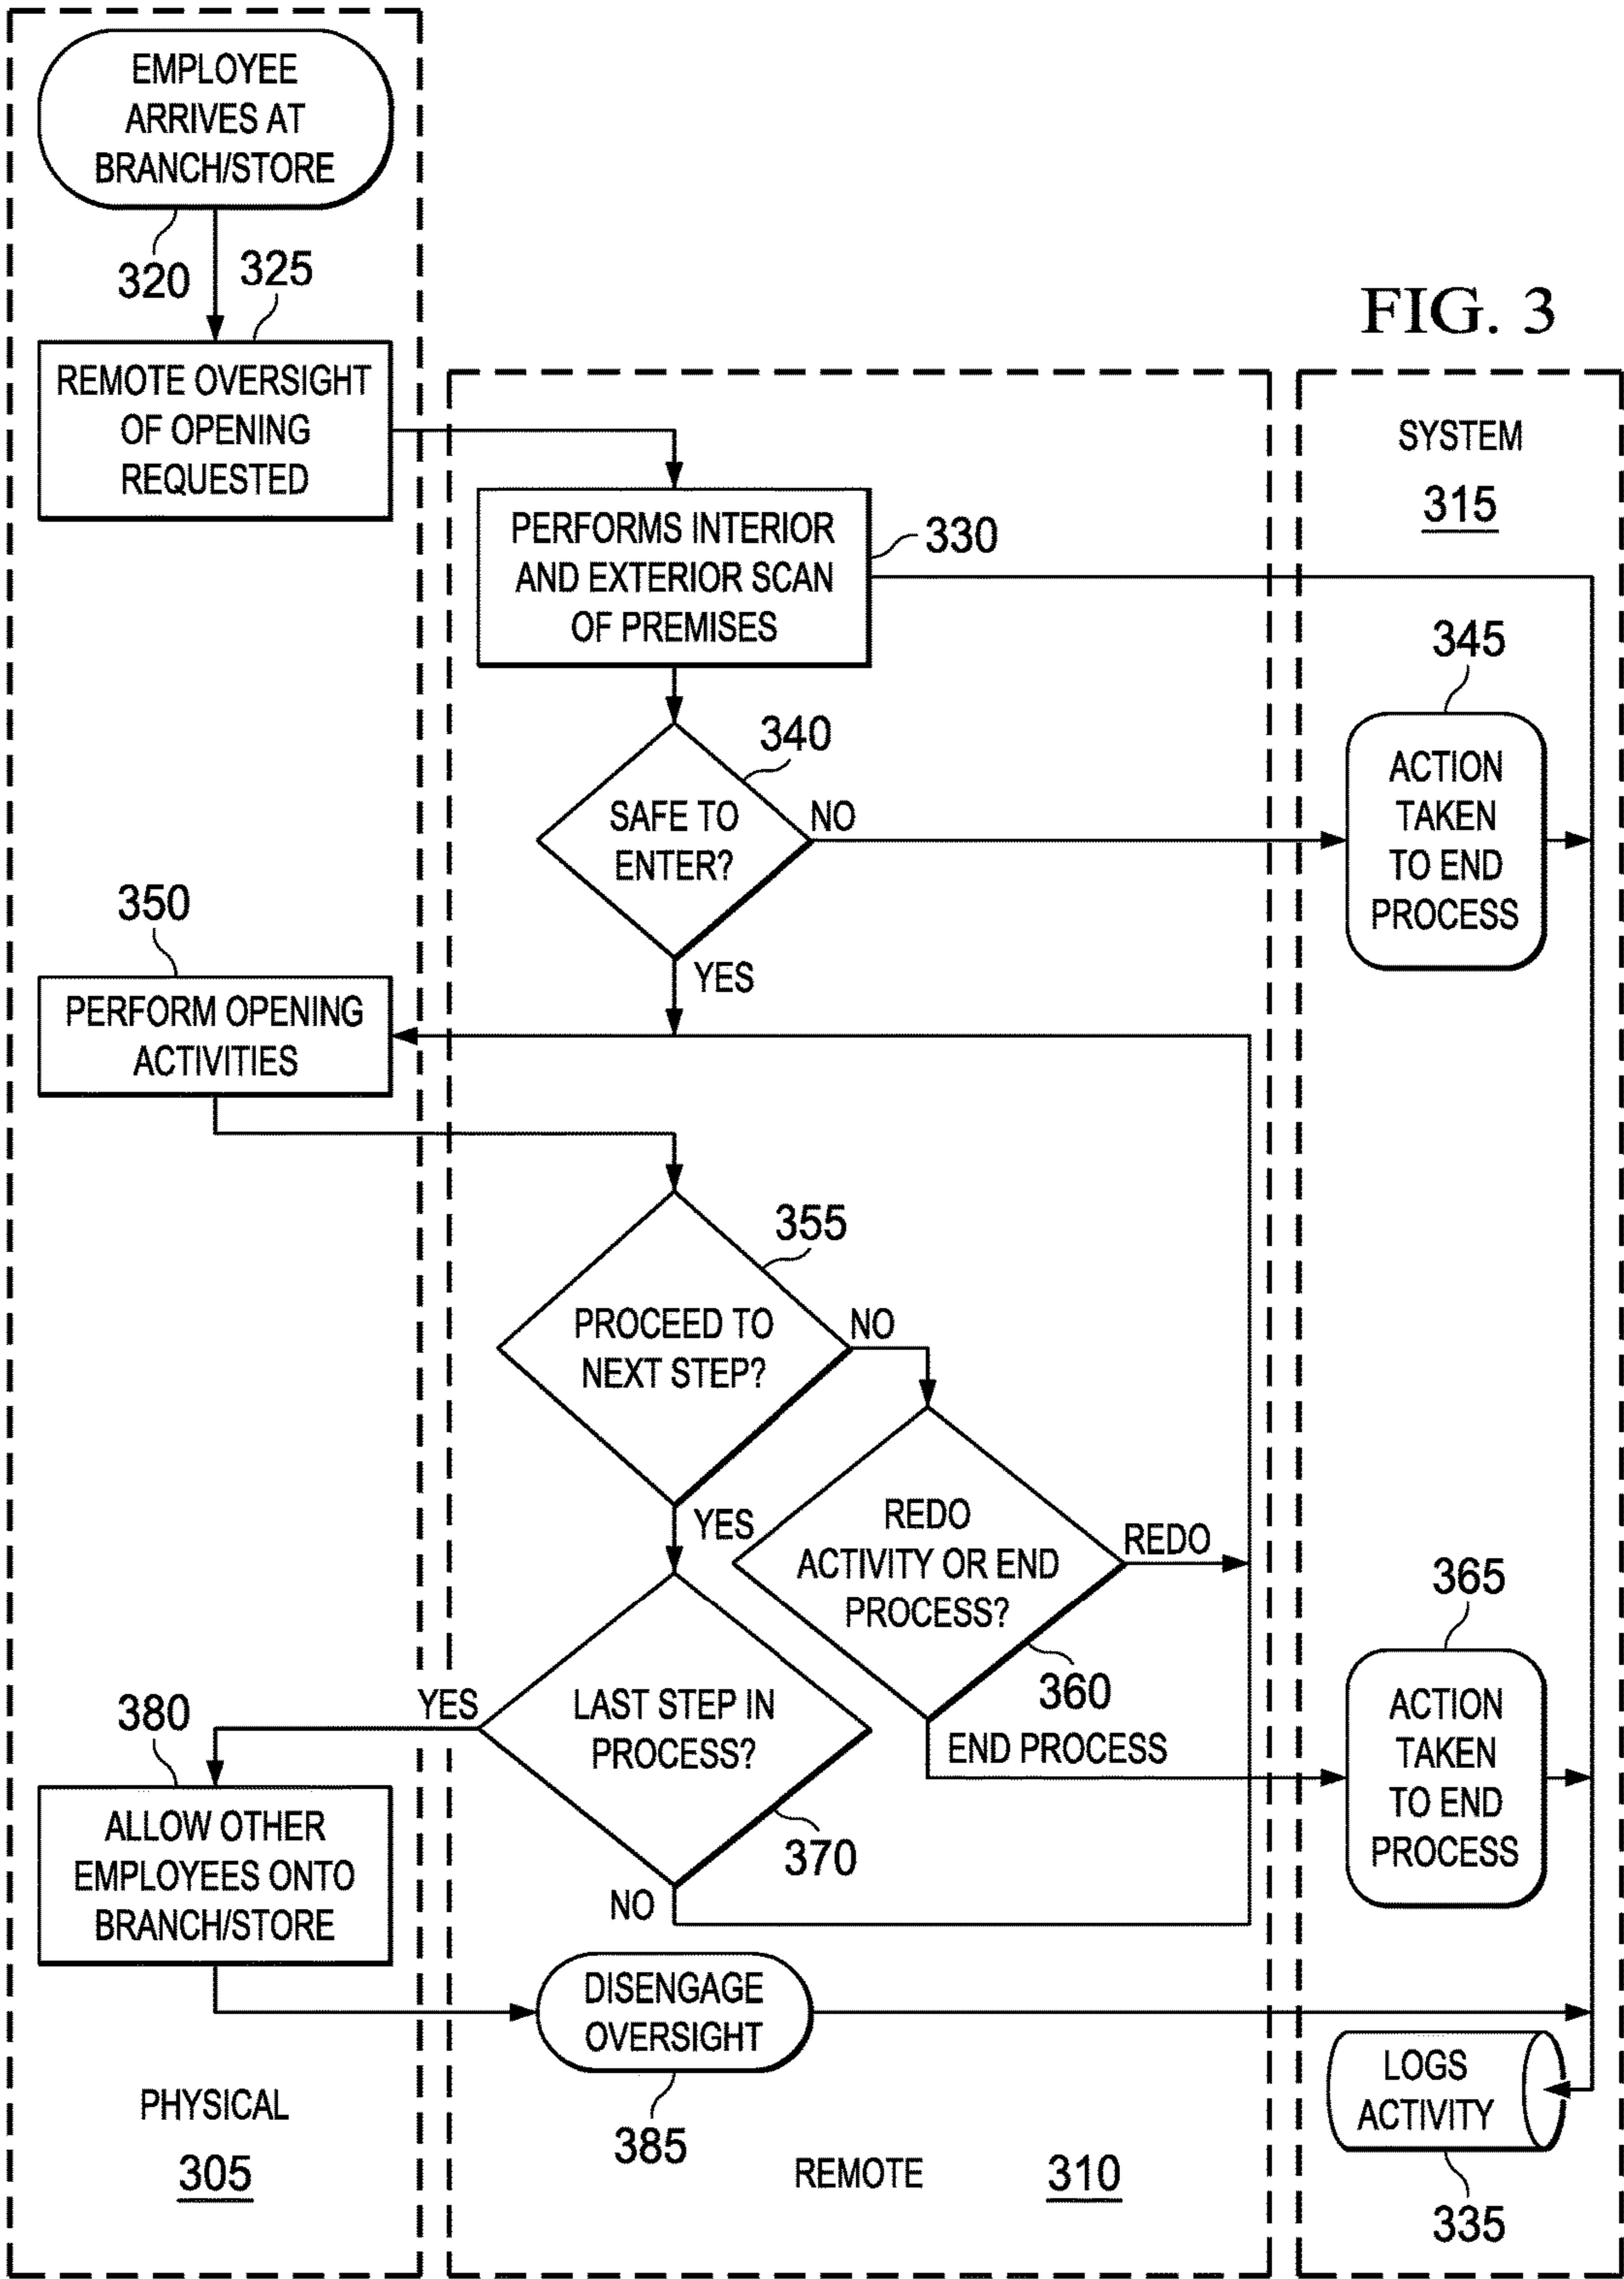 EMPLOYEE
ARRIVES AT
BRANCH/STORE
320
325
FIG. 3
REMOTE OVERSIGHT
OF OPENING
REQUESTED
SYSTEM
315
PERFORMS INTERIOR
AND EXTERIOR SCAN
OF PREMISES
330
345
340
SAFE TO
ENTER?
NO
ACTION
TAKEN
TO END
PROCESS
YES
350
PERFORM OPENING
ACTIVITIES
355
PROCEED TO
NEXT STEP?
NO
YES
REDO
ACTIVITY OR END
PROCESS?
REDO
360
END PROCESS
365
ACTION
TAKEN
TO END
PROCESS
YES
LAST STEP IN
PROCESS?
370
NO
380
ALLOW OTHER
EMPLOYEES ONTO
BRANCH/STORE
DISENGAGE
OVERSIGHT
385
LOGS
ACTIVITY
335
PHYSICAL
305
REMOTE
310